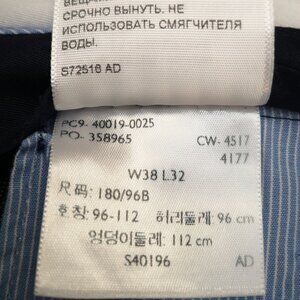 СРОЧНО ВЫНУТЬ. НЕ
ИСПОЛЬЗОВАТЬ СМЯГЧИТЕЛЯ
ВОДЫ.
S72516 AD
PC9- 40019-0025
PO- 358965 CW- 4517
4177
W38 L32
尺码: 180/96B
호칭: 96-112 허리둘레: 96 cm
엉덩이둘레: 112 cm
S40196 AD